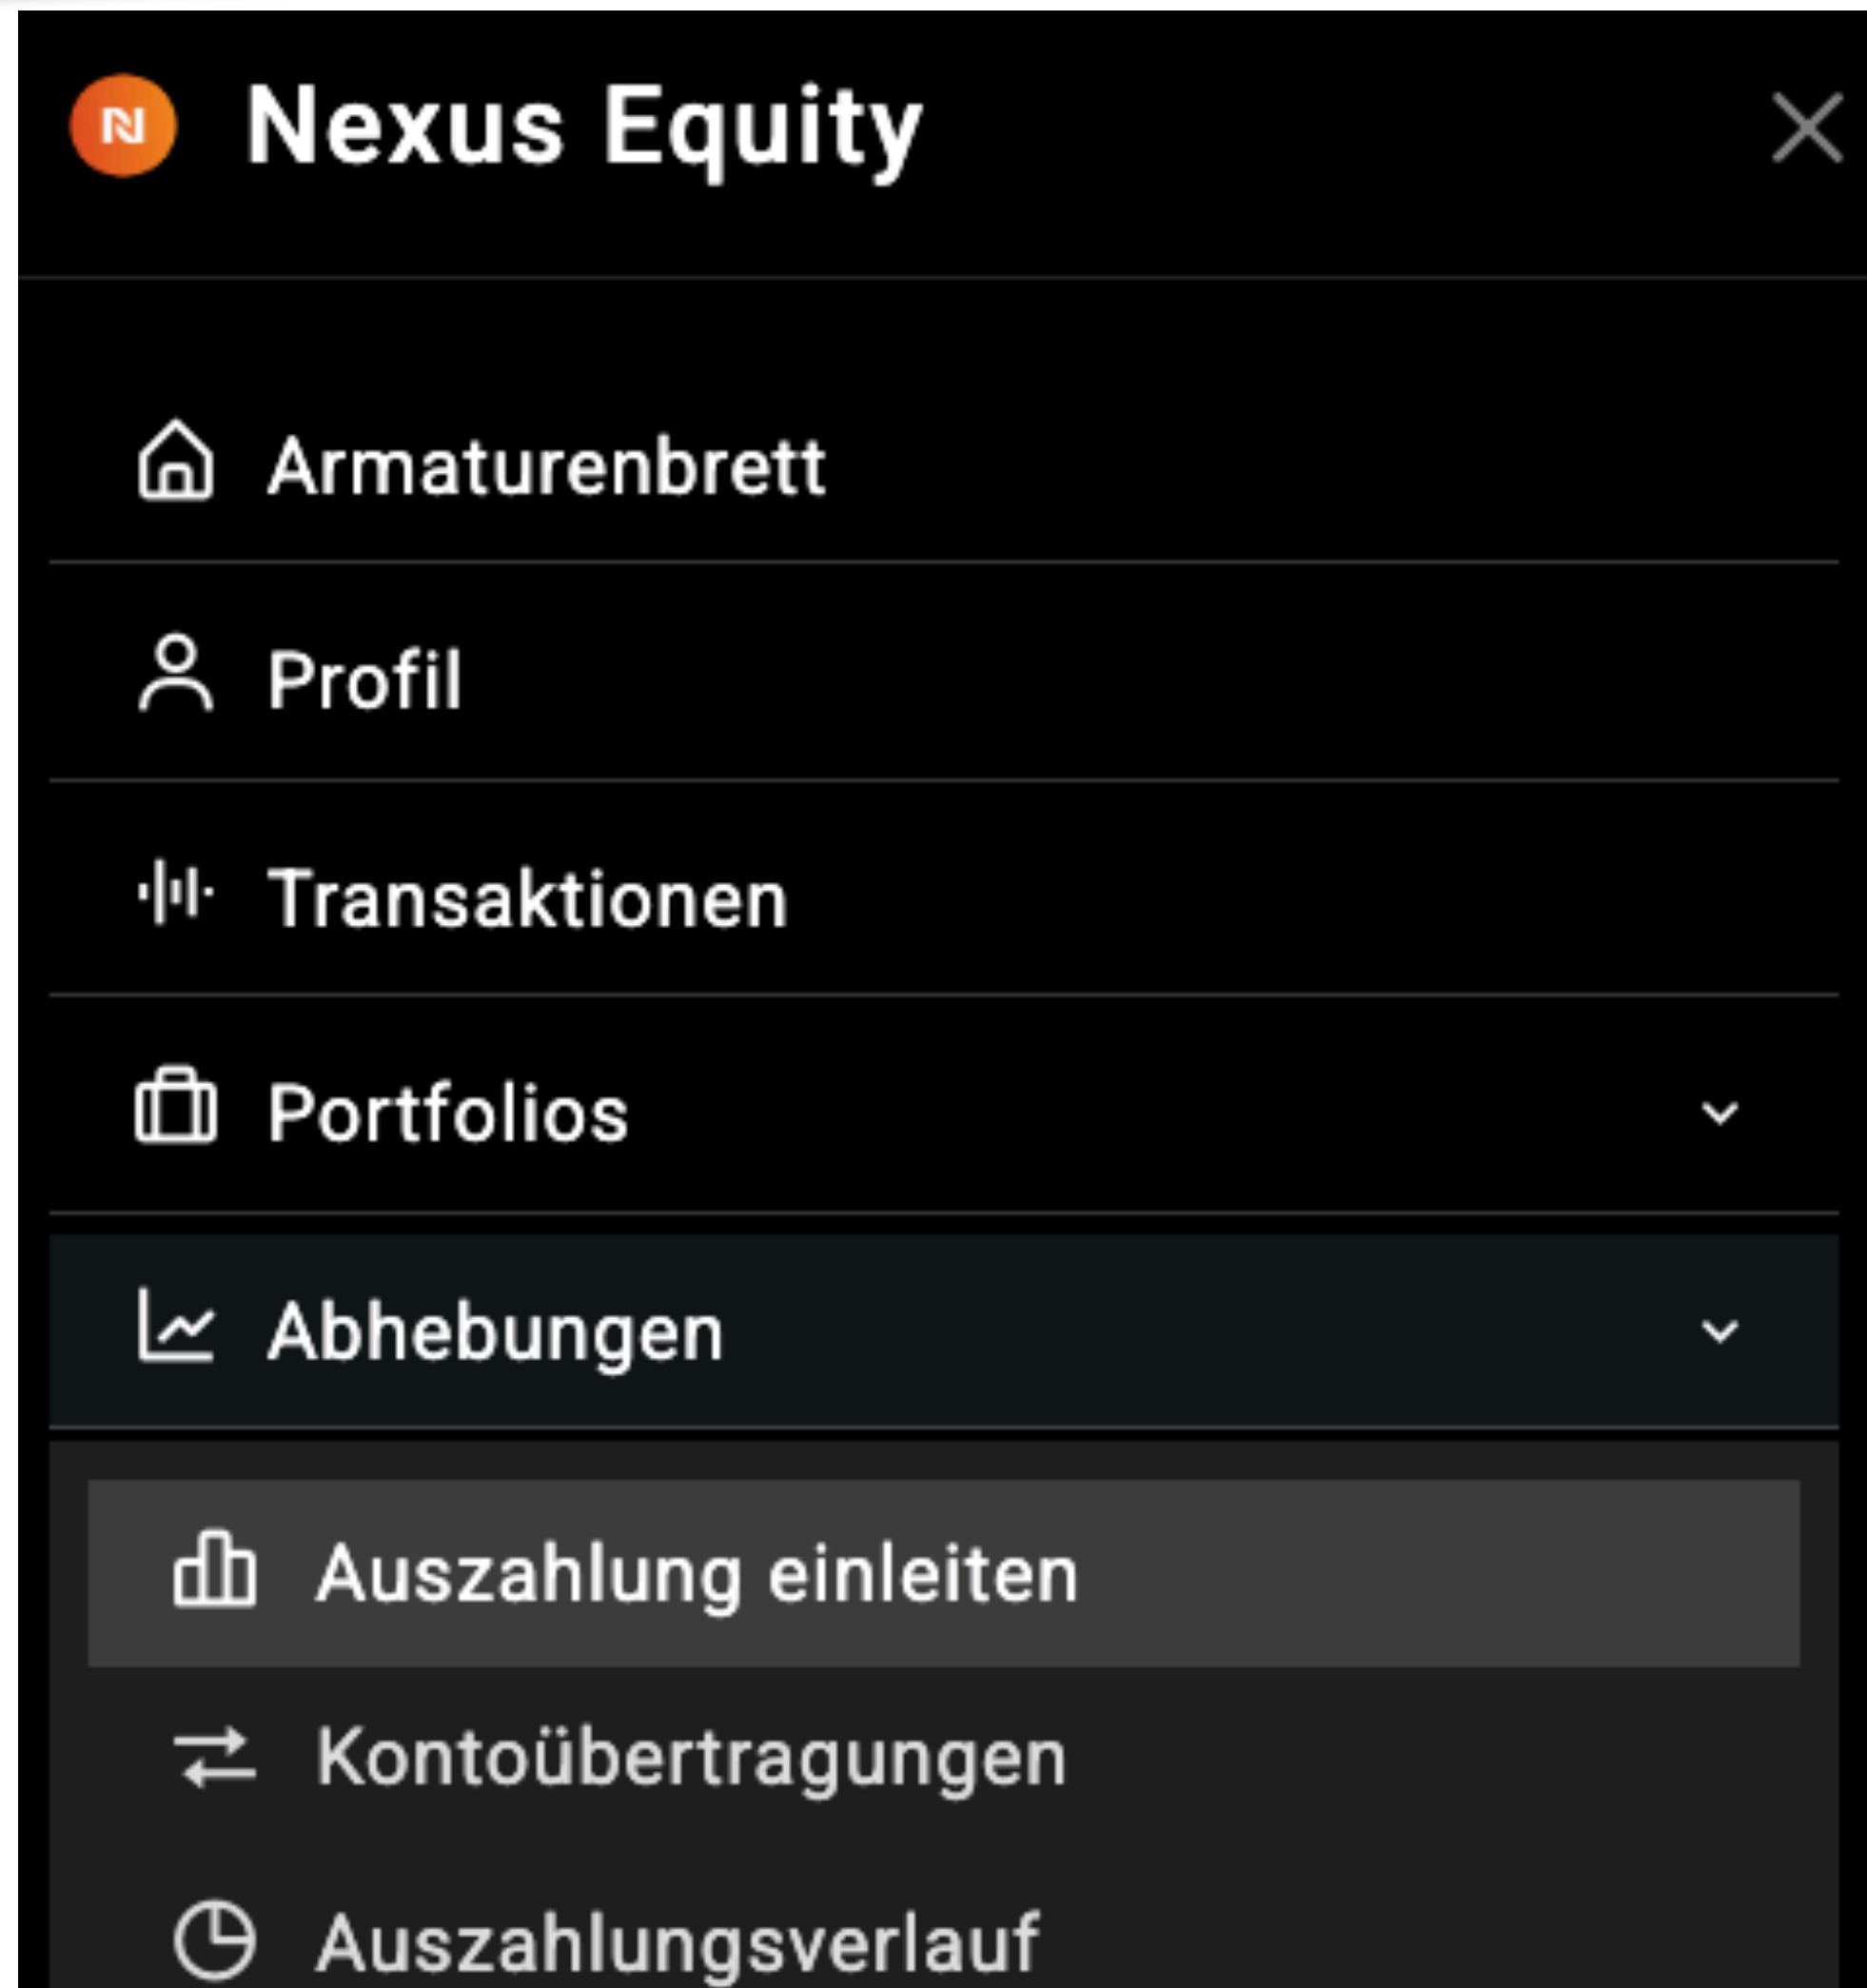 N
Nexus Equity
Armaturenbrett
Profil
Transaktionen
Portfolios
Abhebungen
Auszahlung einleiten
Kontoübertragungen
Auszahlungsverlauf